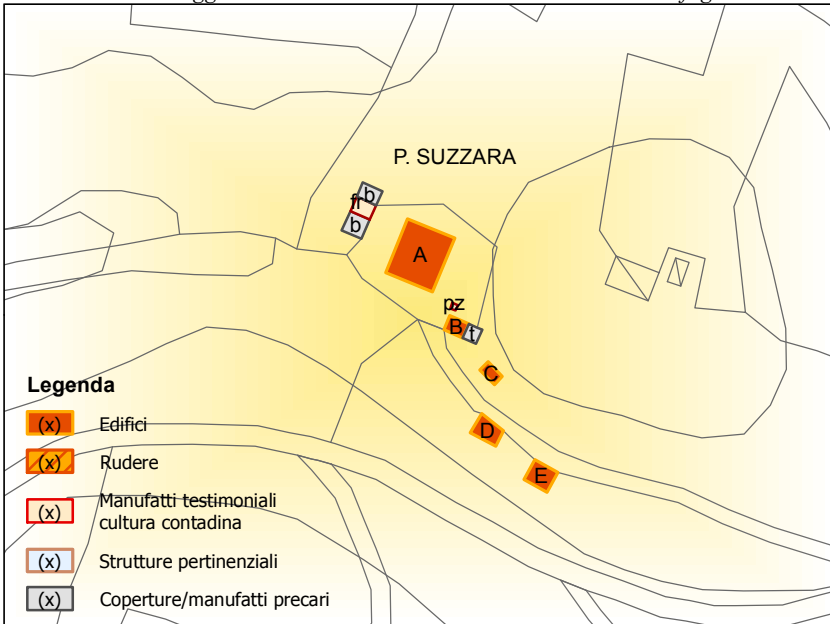 P. SUZZARA
b
fr
b
A
pz
B
t
C
D
E
Legenda
(x) Edifici
(x) Rudere
(x) Manufatti testimoniali
cultura contadina
(x) Strutture pertinenziali
(x) Coperture/manufatti precari